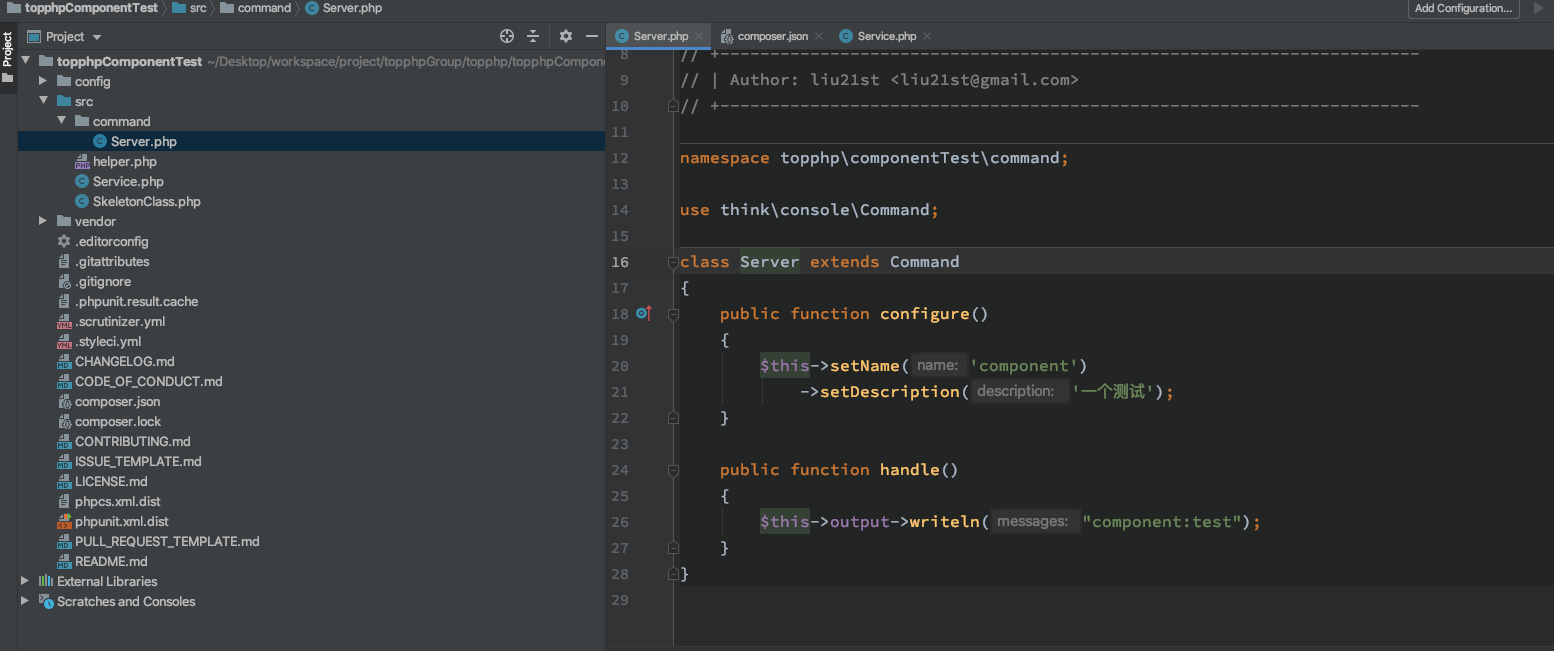 topphpComponentTest src command Server.php Add Configuration...
Project
Project
Server.php composer.json Service.php
topphpComponentTest ~/Desktop/workspace/project/topphpGroup/topphp/topphpCompon
config
src
command
Server.php
helper.php
Service.php
SkeletonClass.php
vendor
.editorconfig
.gitattributes
.gitignore
.phpunit.result.cache
.scrutinizer.yml
.styleci.yml
CHANGELOG.md
CODE_OF_CONDUCT.md
composer.json
composer.lock
CONTRIBUTING.md
ISSUE_TEMPLATE.md
LICENSE.md
phpcs.xml.dist
phpunit.xml.dist
PULL_REQUEST_TEMPLATE.md
README.md
External Libraries
Scratches and Consoles
8 // +----------------------------------------------------------------------
9 // | Author: liu21st <liu21st@gmail.com>
10 // +----------------------------------------------------------------------
11
12 namespace topphp\componentTest\command;
13
14 use think\console\Command;
15
16 class Server extends Command
17 {
18 public function configure()
19 {
20 $this->setName( name: 'component')
21 ->setDescription( description: '一个测试');
22 }
23
24 public function handle()
25 {
26 $this->output->writeln( messages: "component:test");
27 }
28 }
29